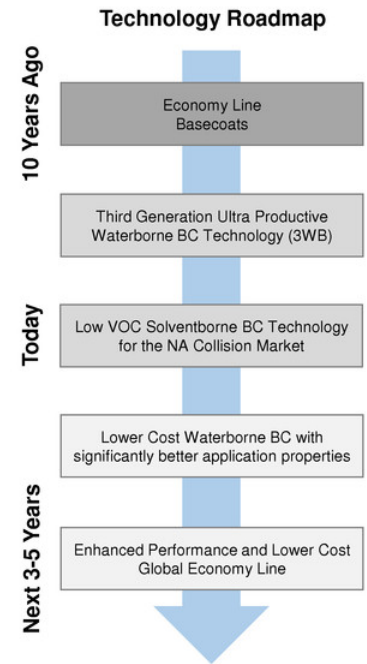 Technology Roadmap
10 Years Ago
Economy Line
Basecoats
Third Generation Ultra Productive
Waterborne BC Technology (3WB)
Today
Low VOC Solventborne BC Technology
for the NA Collision Market
Lower Cost Waterborne BC with
significantly better application properties
Next 3-5 Years
Enhanced Performance and Lower Cost
Global Economy Line